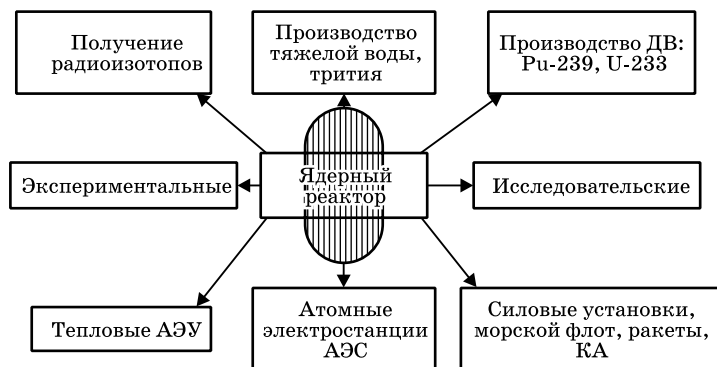 Получение
радиоизотопов
Производство
тяжелой воды,
трития
Производство ДВ:
Pu-239, U-233
Экспериментальные
Ядерный
реактор
Исследовательские
Тепловые АЭУ
Атомные
электростанции
АЭС
Силовые установки,
морской флот, ракеты,
КА